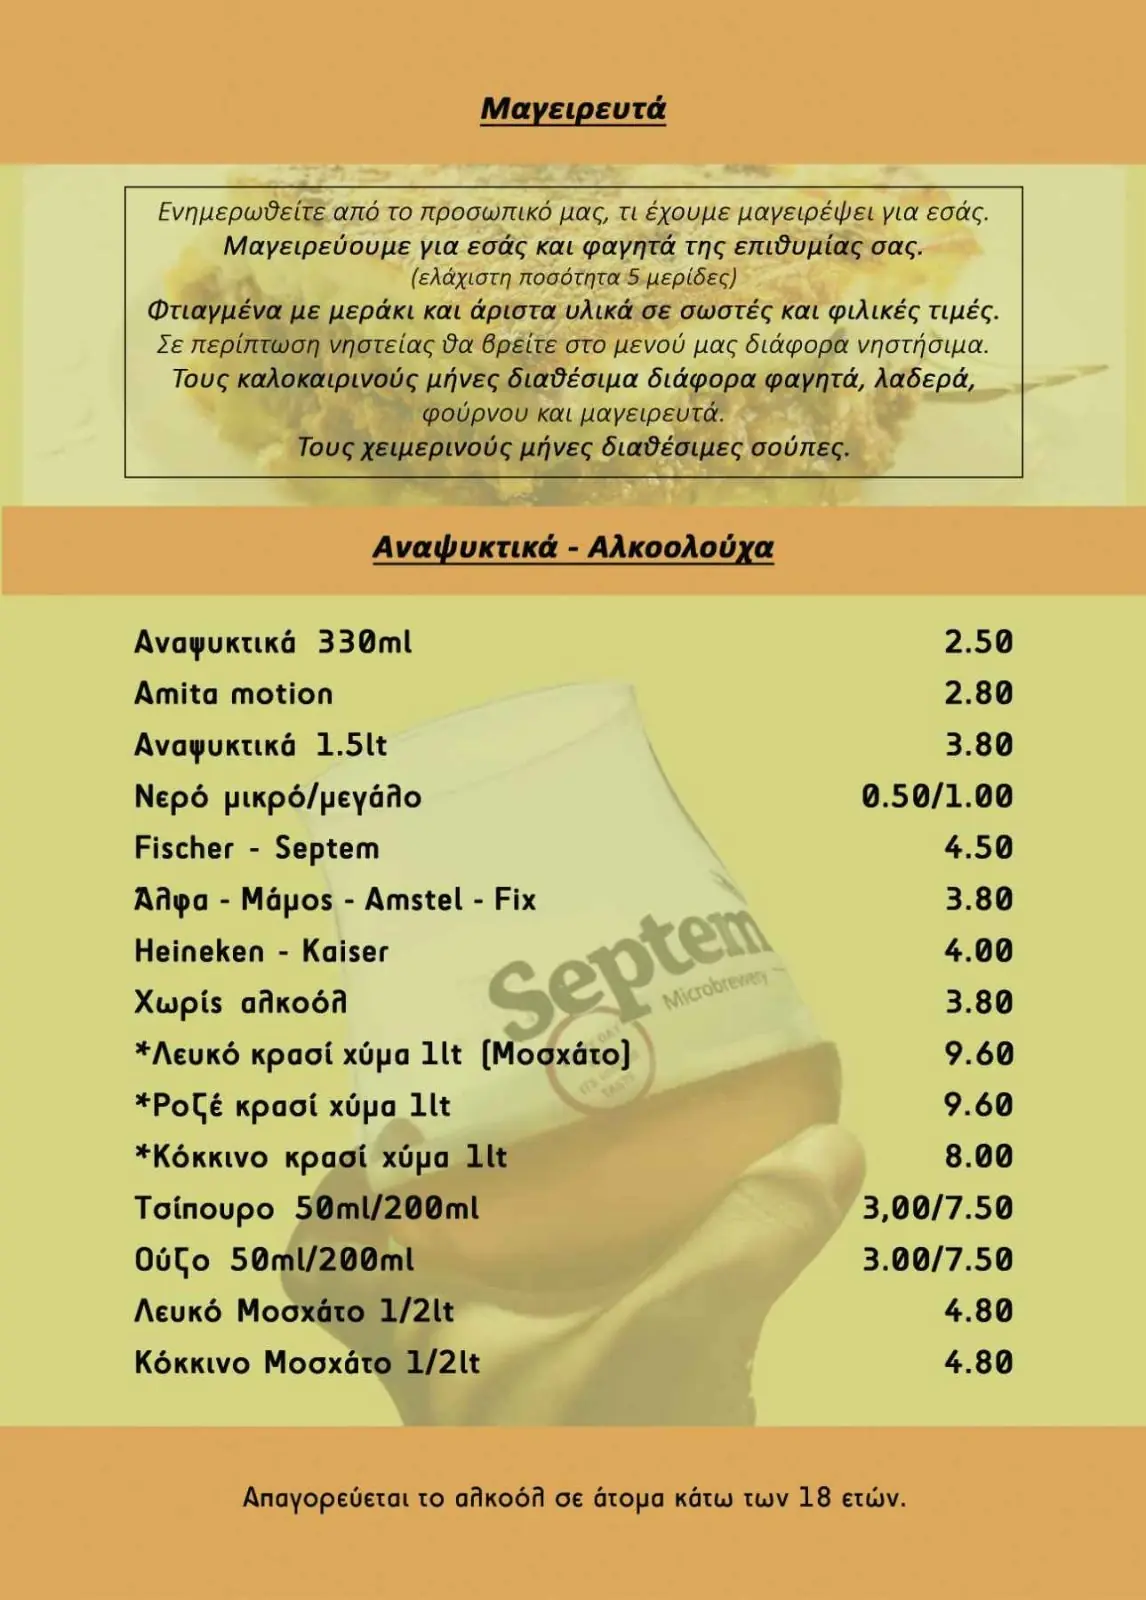 Μαγειρευτά
Ενημερωθείτε από το προσωπικό μας, τι έχουμε μαγειρέψει για εσάς.
Μαγειρεύουμε για εσάς και φαγητά της επιθυμίας σας.
(ελάχιστη ποσότητα 5 μερίδες)
Φτιαγμένα με μεράκι και άριστα υλικά σε σωστές και φιλικές τιμές.
Σε περίπτωση νηστείας θα βρείτε στο μενού μας διάφορα νηστήσιμα.
Τους καλοκαιρινούς μήνες διαθέσιμα διάφορα φαγητά, λαδερά,
φούρνου και μαγειρευτά.
Τους χειμερινούς μήνες διαθέσιμες σούπες.
Αναψυκτικά - Αλκοολούχα
Αναψυκτικά 330ml 2.50
Amita motion 2.80
Αναψυκτικά 1.5lt 3.80
Νερό μικρό/μεγάλο 0.50/1.00
Fischer - Septem 4.50
Άλφα - Μάμος - Amstel - Fix 3.80
Heineken - Kaiser 4.00
Χωρίς αλκοόλ 3.80
*Λευκό κρασί χύμα 1lt (Μοσχάτο) 9.60
*Ροζέ κρασί χύμα 1lt 9.60
*Κόκκινο κρασί χύμα 1lt 8.00
Τσίπουρο 50ml/200ml 3,00/7.50
Ούζο 50ml/200ml 3.00/7.50
Λευκό Μοσχάτο 1/2lt 4.80
Κόκκινο Μοσχάτο 1/2lt 4.80
Septem
Microbrewery
Απαγορεύεται το αλκοόλ σε άτομα κάτω των 18 ετών.